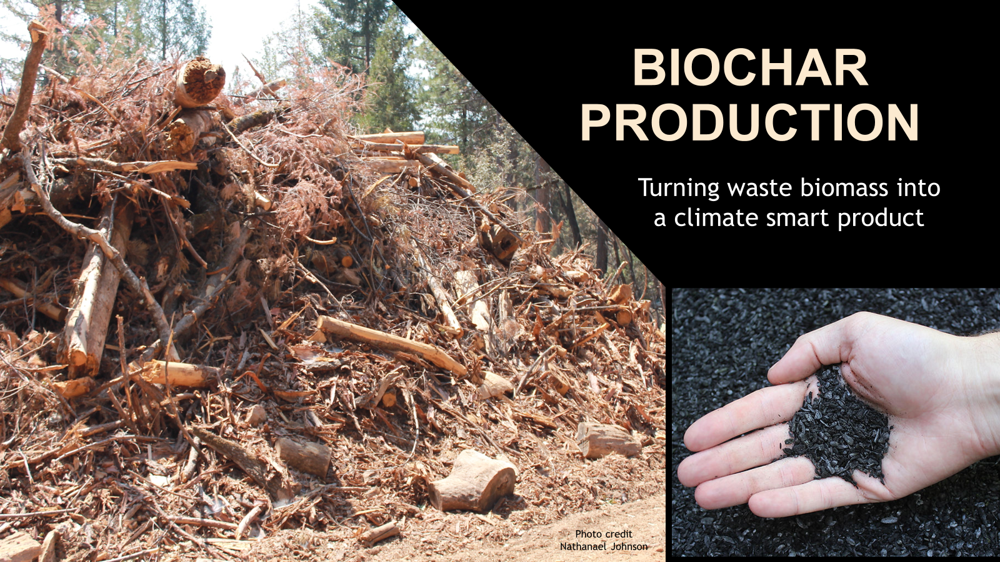 BIOCHAR
PRODUCTION
Turning waste biomass into
a climate smart product
Photo credit
Nathanael Johnson